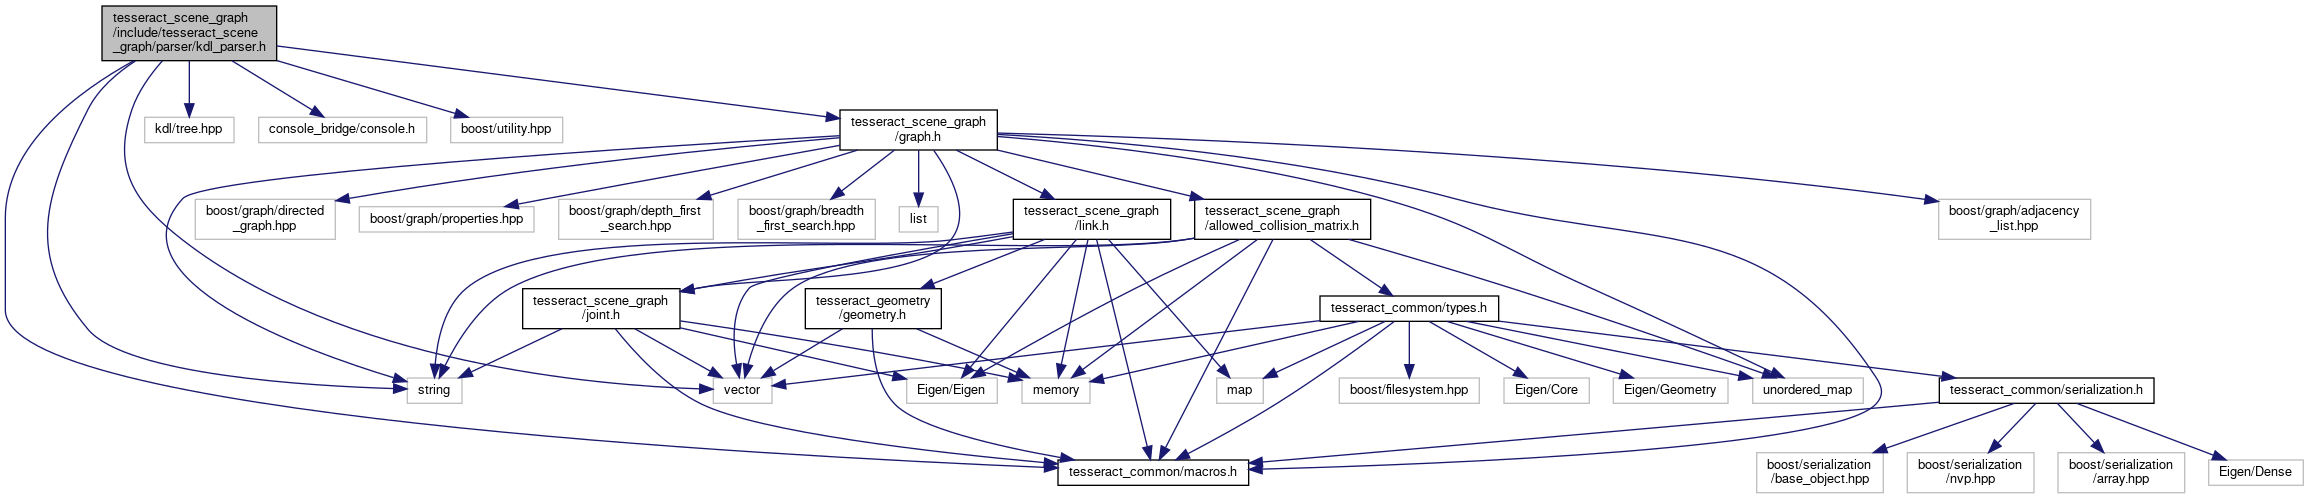 tesseract_scene_graph
/include/tesseract_scene
_graph/parser/kdl_parser.h
kdl/tree.hpp
console_bridge/console.h
boost/utility.hpp
tesseract_scene_graph
/graph.h
boost/graph/directed
_graph.hpp
boost/graph/properties.hpp
boost/graph/depth_first
_search.hpp
boost/graph/breadth
_first_search.hpp
list
tesseract_scene_graph
/link.h
tesseract_scene_graph
/allowed_collision_matrix.h
boost/graph/adjacency
_list.hpp
tesseract_scene_graph
/joint.h
tesseract_geometry
/geometry.h
tesseract_common/types.h
string
vector
Eigen/Eigen
memory
map
boost/filesystem.hpp
Eigen/Core
Eigen/Geometry
unordered_map
tesseract_common/serialization.h
tesseract_common/macros.h
boost/serialization
/base_object.hpp
boost/serialization
/nvp.hpp
boost/serialization
/array.hpp
Eigen/Dense